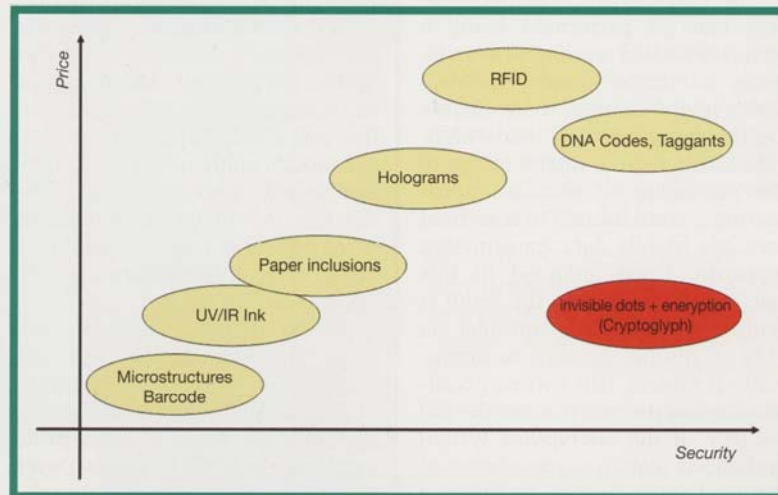 Price
RFID
DNA Codes, Taggants
Holograms
Paper inclusions
UV/IR Ink
invisible dots + eneryption
(Cryptoglyph)
Microstructures
Barcode
Security